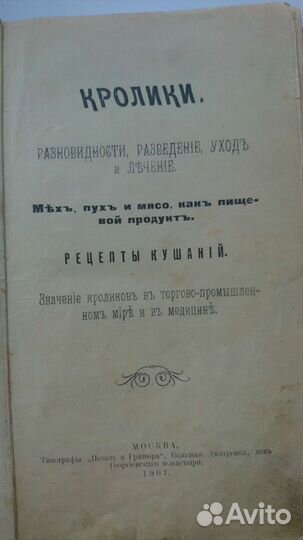 КРОЛИКИ.
РАЗНОВИДНОСТИ, РАЗВЕДЕНІЕ, УХОДЪ
и ЛѢЧЕНІЕ.
Мѣхъ, пухъ и мясо, какъ пище-
вой продуктъ.
РЕЦЕПТЫ КУШАНІЙ.
Значеніе кроликовъ въ торгово-промышлен-
номъ мірѣ и въ медицинѣ.
МОСКВА.
Типографія „Печать и Гравюра“, Большая Дмитровка, домъ
Георгіевскаго монастыря.
1907.
Avito